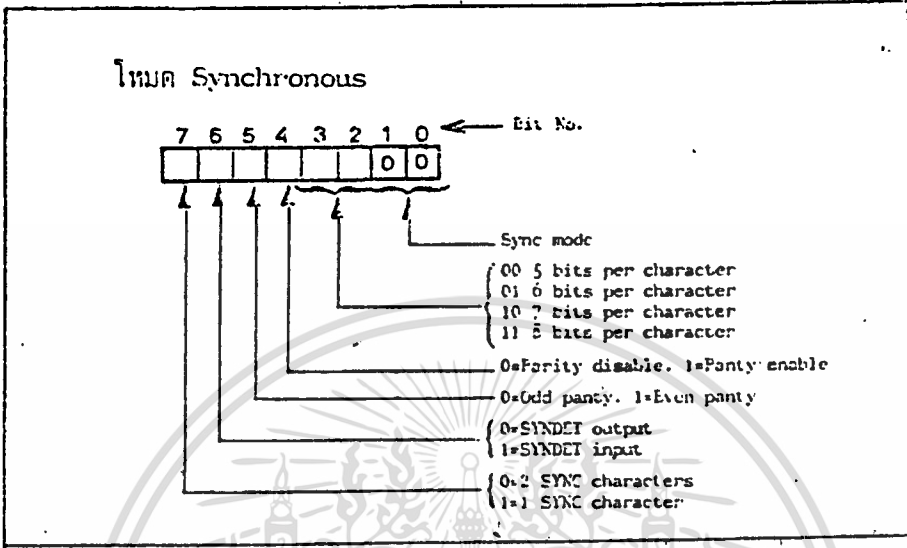 โหมด Synchronous
7 6 5 4 3 2 1 0 Bit No.
0 0
Sync mode
00 5 bits per character
01 6 bits per character
10 7 bits per character
11 8 bits per character
0=Parity disable. 1=Panty enable
0=Odd panty. 1=Even panty
0=SYNDET output
1=SYNDET input
0=2 SYNC characters
1=1 SYNC character